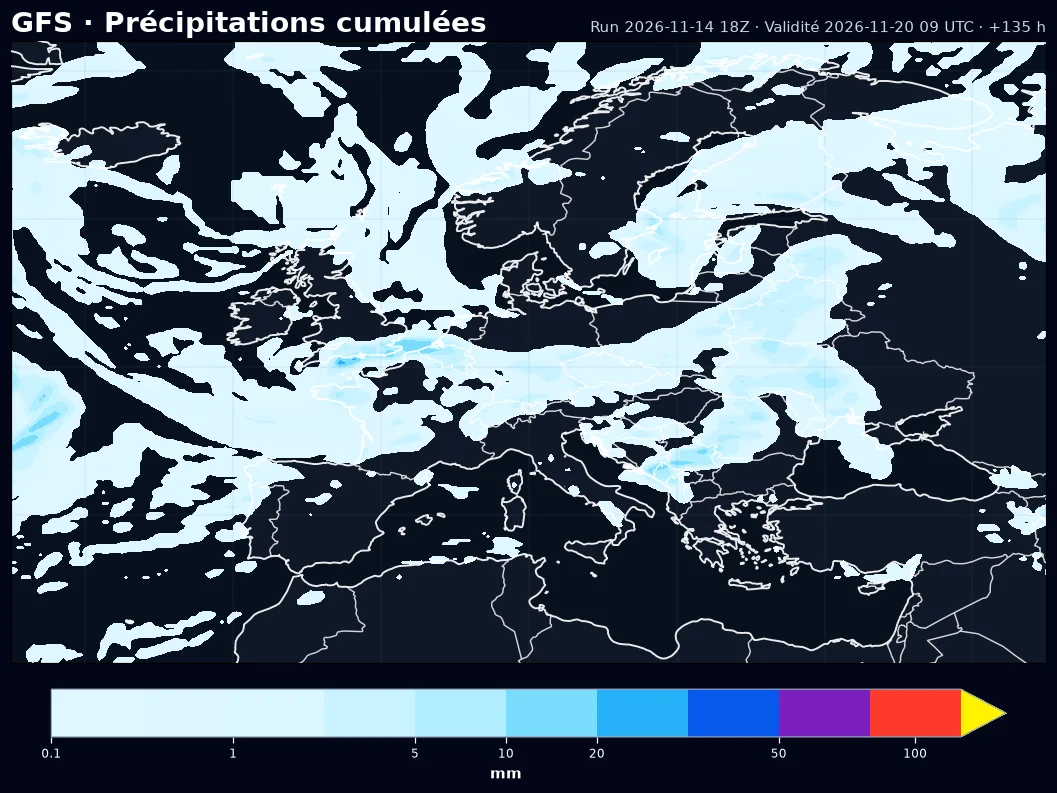 GFS · Précipitations cumulées
Run 2026-11-14 18Z · Validité 2026-11-20 09 UTC · +135 h
0.1 1 5 10 20 50 100
mm